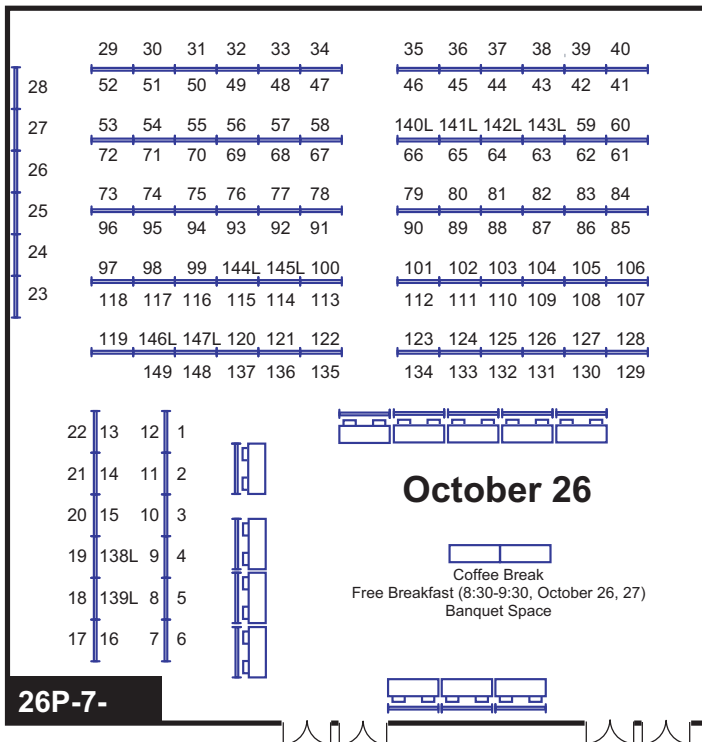 29 30 31 32 33 34 35 36 37 38 39 40
52 51 50 49 48 47 46 45 44 43 42 41
28
53 54 55 56 57 58 140L 141L 142L 143L 59 60
27
72 71 70 69 68 67 66 65 64 63 62 61
26
73 74 75 76 77 78 79 80 81 82 83 84
25
96 95 94 93 92 91 90 89 88 87 86 85
24
97 98 99 144L 145L 100 101 102 103 104 105 106
23
118 117 116 115 114 113 112 111 110 109 108 107
119 146L 147L 120 121 122 123 124 125 126 127 128
149 148 137 136 135 134 133 132 131 130 129
22 13 12 1
21 14 11 2
20 15 10 3
19 138L 9 4
18 139L 8 5
17 16 7 6
October 26
Coffee Break
Free Breakfast (8:30-9:30, October 26, 27)
Banquet Space
26P-7-